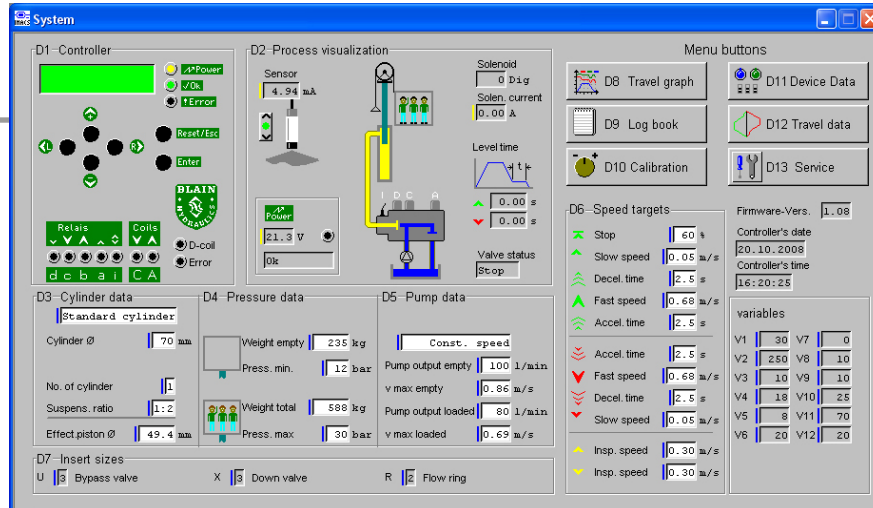 imacs System
D1 Controller
Power
Ok
!Error
L
R
Reset/Esc
Enter
BLAIN
HYDRAULICS
Relais
Coils
d c b a i
C A
D-coil
Error
D2 Process visualization
Sensor
4.94 mA
Solenoid
0 Dig
Solen. current
0.00 A
Level time
t
0.00 s
0.00 s
Valve status
Stop
I D C A
Power
21.3 V
Ok
Menu buttons
D8 Travel graph
D11 Device Data
D9 Log book
D12 Travel data
D10 Calibration
D13 Service
D3 Cylinder data
Standard cylinder
Cylinder Ø 70 mm
No. of cylinder 1
Suspens. ratio 1:2
Effect.piston Ø 49.4 mm
D4 Pressure data
Weight empty 235 kg
Press. min. 12 bar
Weight total 588 kg
Press. max 30 bar
D5 Pump data
Const. speed
Pump output empty 100 l/min
v max empty 0.86 m/s
Pump output loaded 80 l/min
v max loaded 0.69 m/s
D6 Speed targets
Stop 60 %
Slow speed 0.05 m/s
Decel. time 2.5 s
Fast speed 0.68 m/s
Accel. time 2.5 s
Accel. time 2.5 s
Fast speed 0.68 m/s
Decel. time 2.5 s
Slow speed 0.05 m/s
Insp. speed 0.30 m/s
Insp. speed 0.30 m/s
Firmware-Vers. 1.08
Controller's date
20.10.2008
Controller's time
16:20:25
variables
V1 30 V7 0
V2 250 V8 10
V3 10 V9 10
V4 18 V10 25
V5 8 V11 70
V6 20 V12 20
D7 Insert sizes
U 3 Bypass valve X 3 Down valve R 2 Flow ring